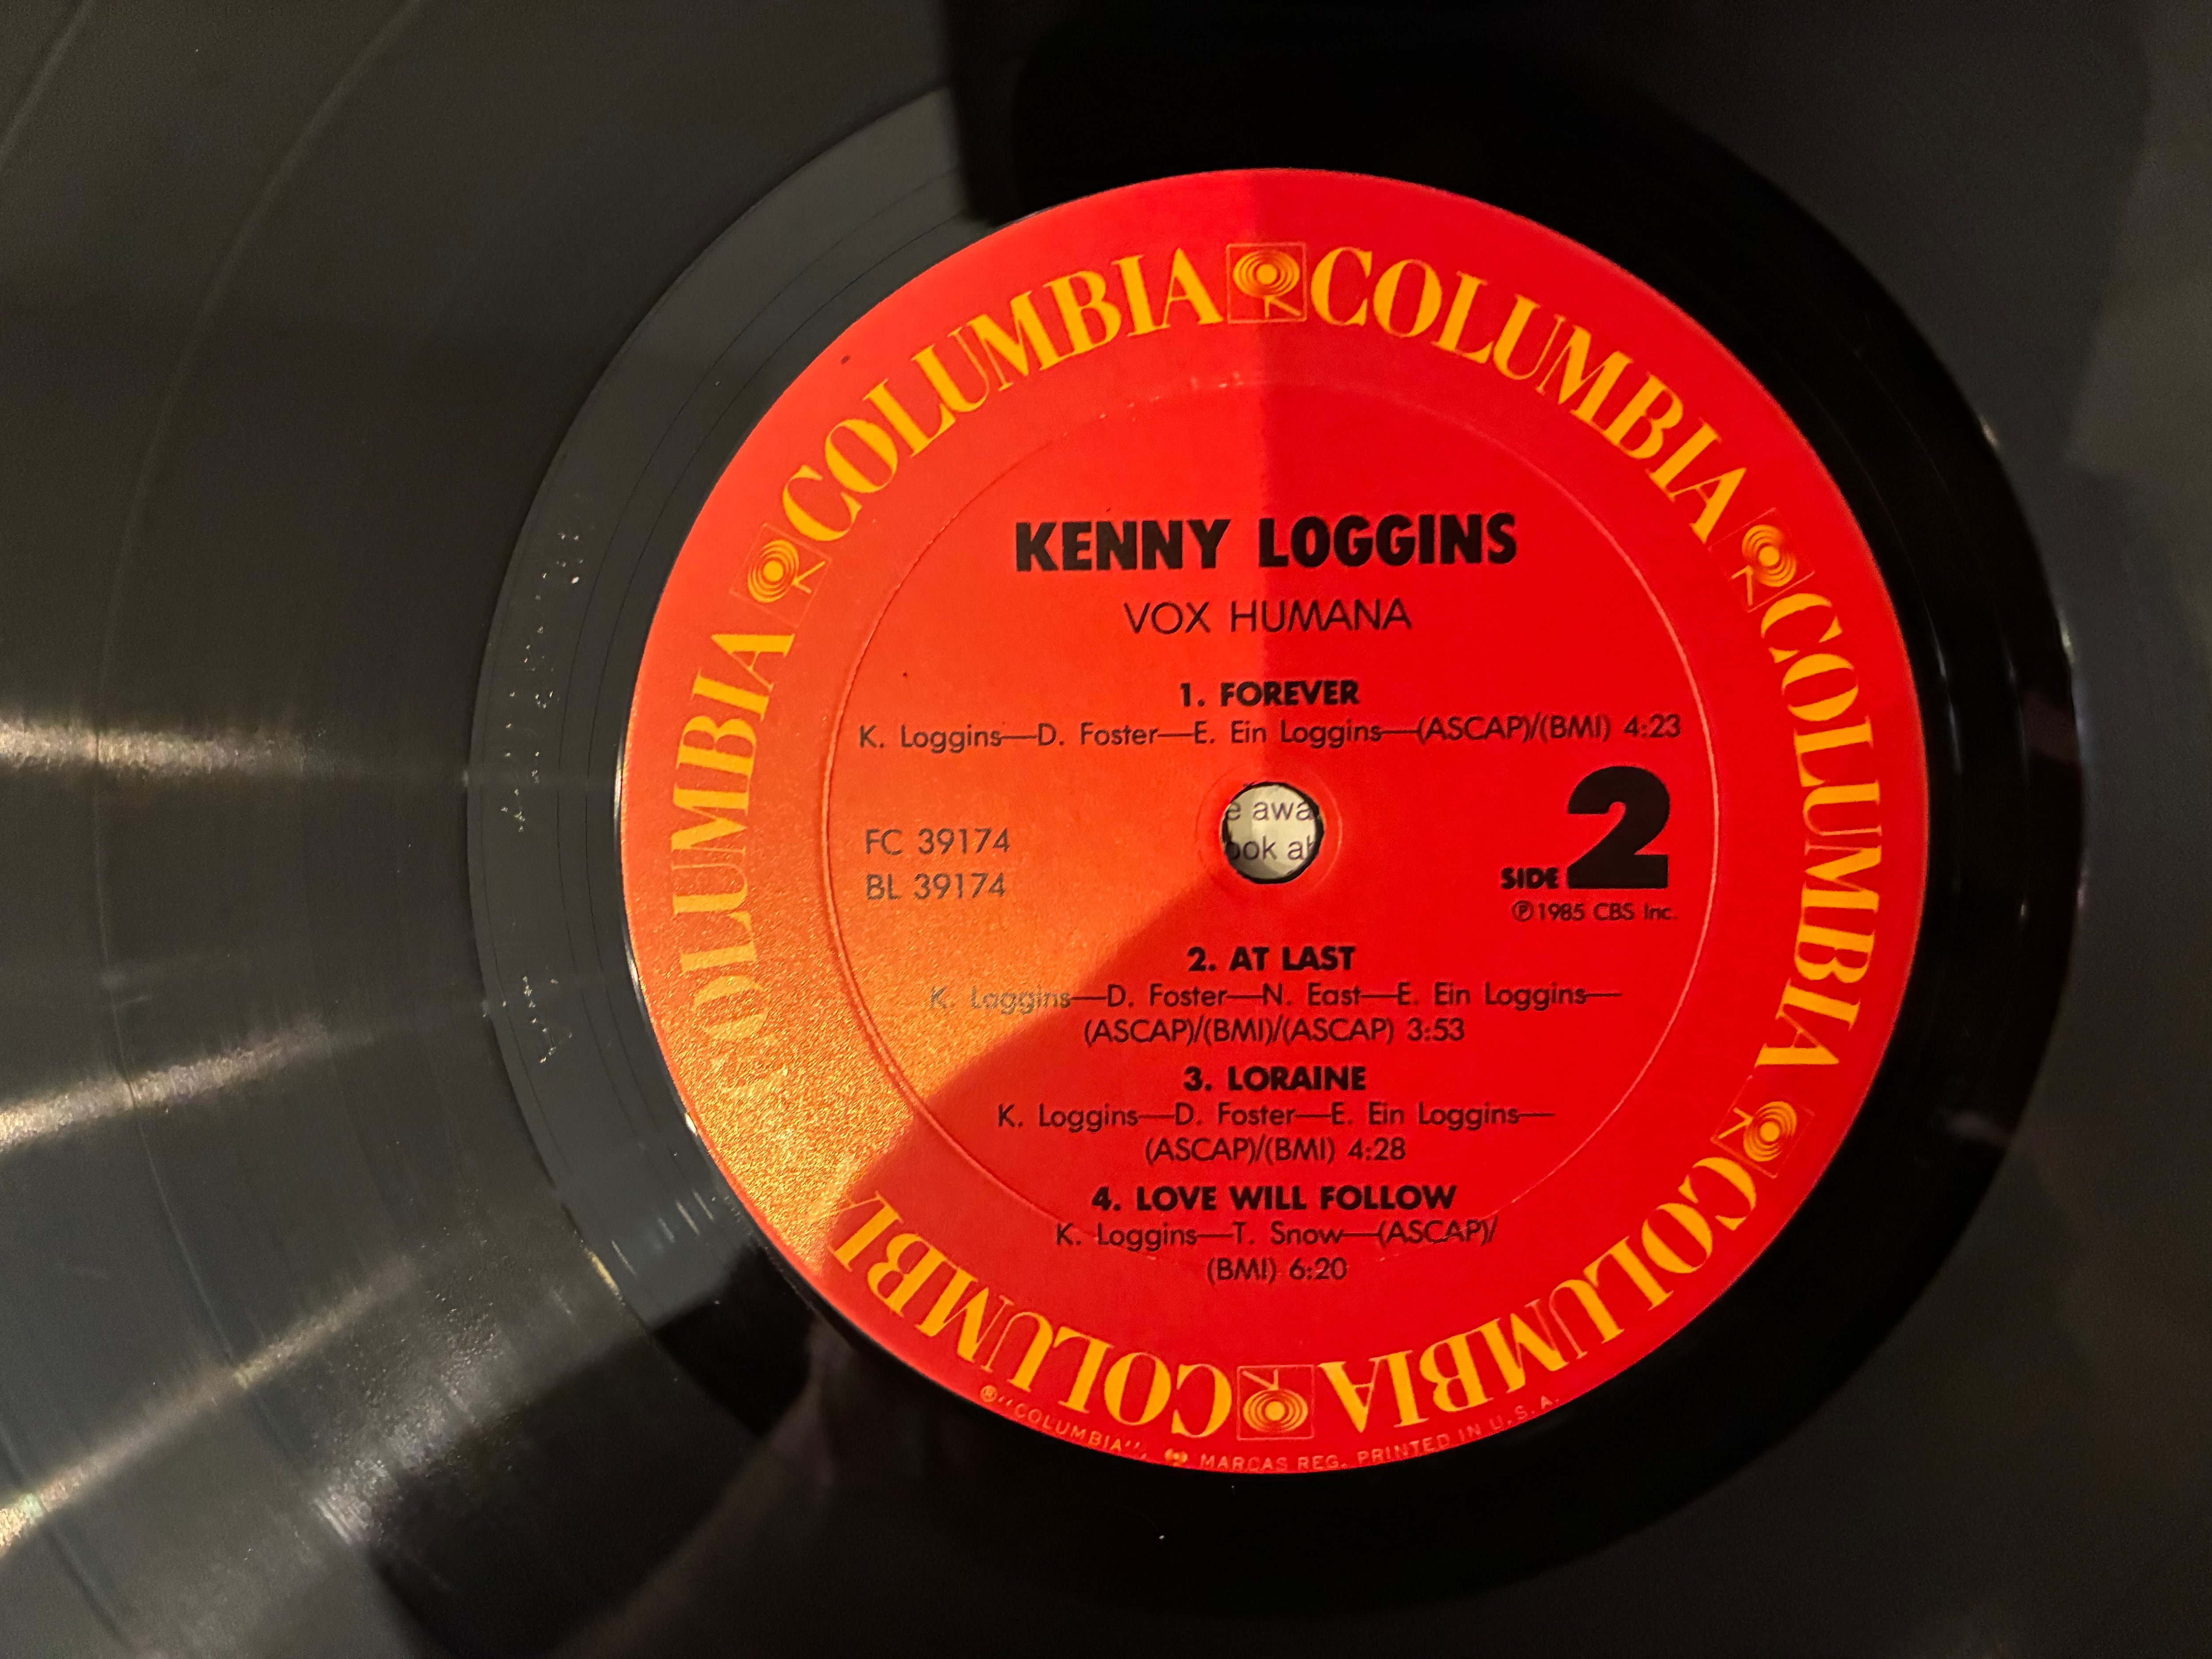 COLUMBIA COLUMBIA COLUMBIA COLUMBIA COLUMBIA COLUMBIA
KENNY LOGGINS
VOX HUMANA
1. FOREVER
K. Loggins—D. Foster—E. Ein Loggins—(ASCAP)/(BMI) 4:23
e awa
ook a
FC 39174
BL 39174
SIDE 2
Ⓟ1985 CBS Inc.
2. AT LAST
K. Loggins—D. Foster—N. East—E. Ein Loggins—
(ASCAP)/(BMI)/(ASCAP) 3:53
3. LORAINE
K. Loggins—D. Foster—E. Ein Loggins—
(ASCAP)/(BMI) 4:28
4. LOVE WILL FOLLOW
K. Loggins—T. Snow—(ASCAP)/
(BMI) 6:20
®"COLUMBIA", MARCAS REG. PRINTED IN U.S.A.